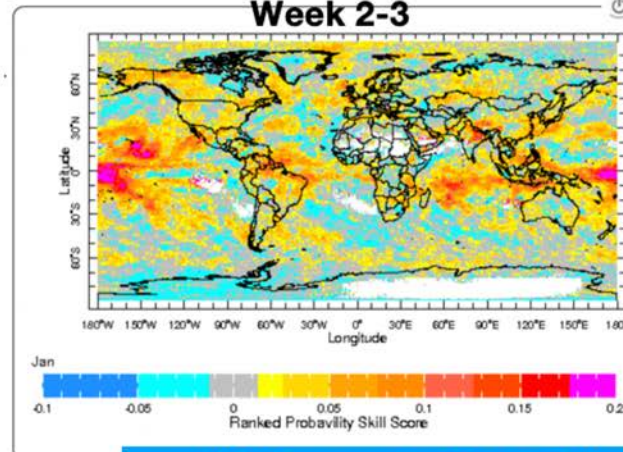 Week 2-3
60°N
30°N
0°
30°S
60°S
Latitude
180°W 150°W 120°W 90°W 60°W 30°W 0° 30°E 60°E 90°E 120°E 150°E 180
Longitude
Jan
-0.1 -0.05 0 0.05 0.1 0.15 0.2
Ranked Probavility Skill Score